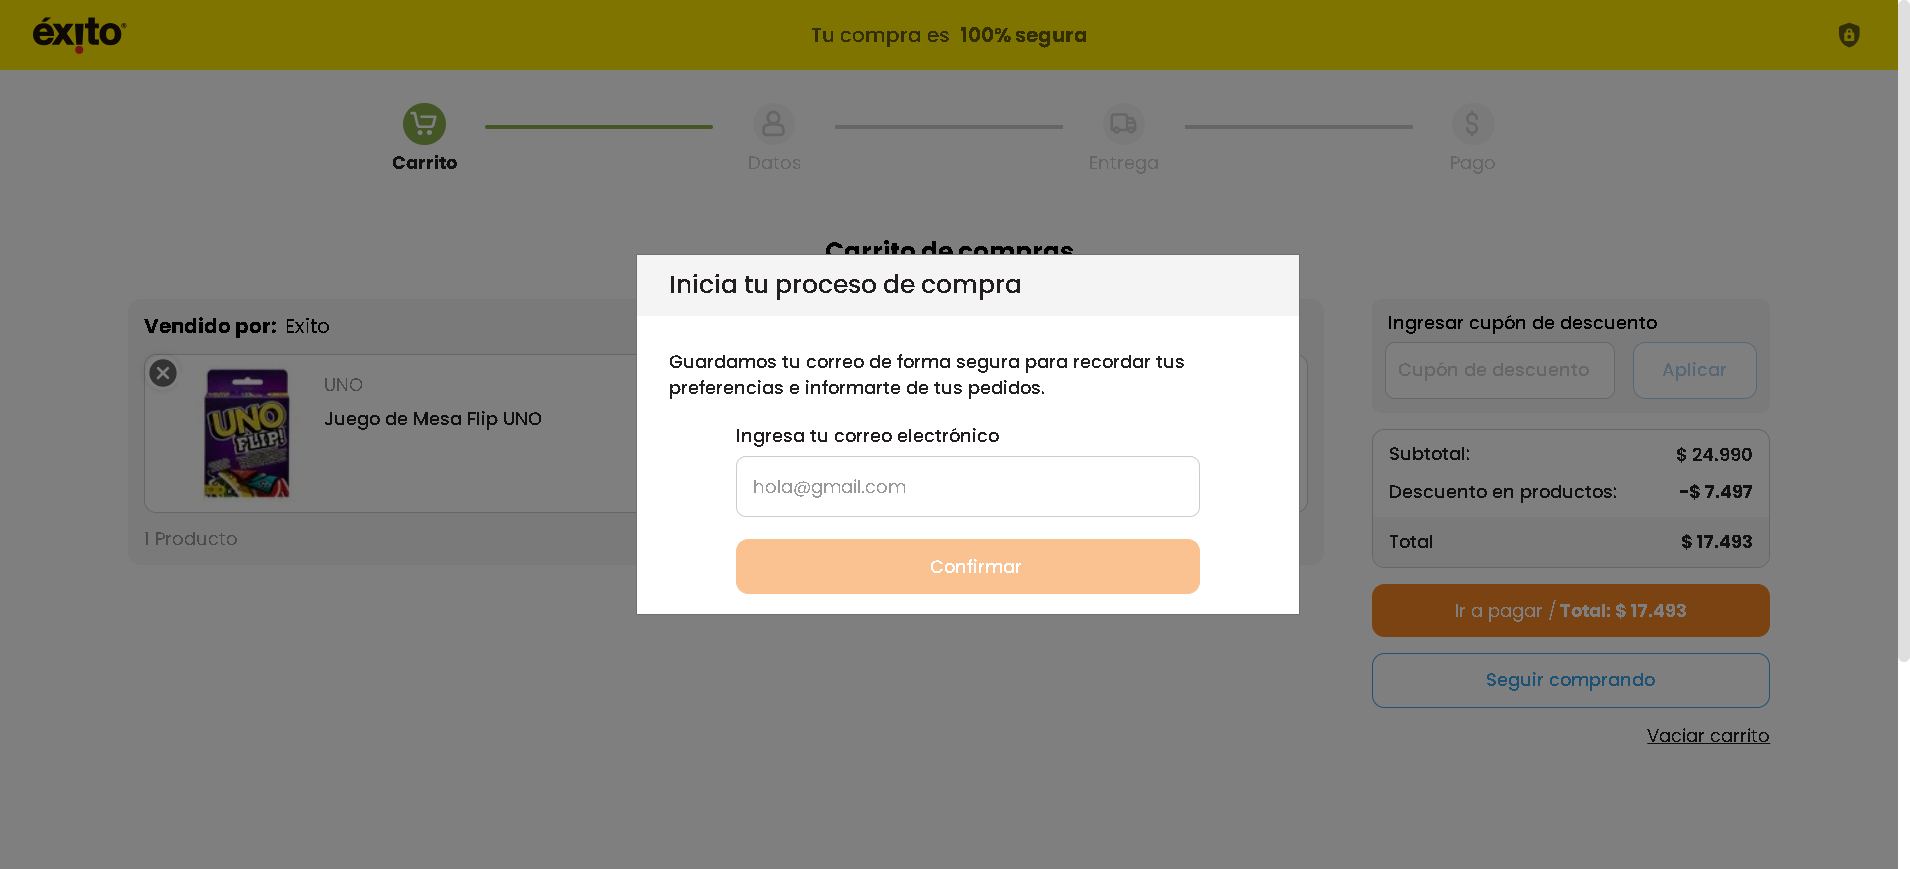 éxito
Tu compra es 100% segura
Carrito
Datos
Entrega
Pago
Carrito de compras
Inicia tu proceso de compra
Guardamos tu correo de forma segura para recordar tus
preferencias e informarte de tus pedidos.
Ingresa tu correo electrónico
hola@gmail.com
Confirmar
Vendido por: Exito
UNO
Juego de Mesa Flip UNO
UNO
FLIP!
1 Producto
Ingresar cupón de descuento
Cupón de descuento
Aplicar
Subtotal: $ 24.990
Descuento en productos: -$ 7.497
Total $ 17.493
Ir a pagar / Total: $ 17.493
Seguir comprando
Vaciar carrito